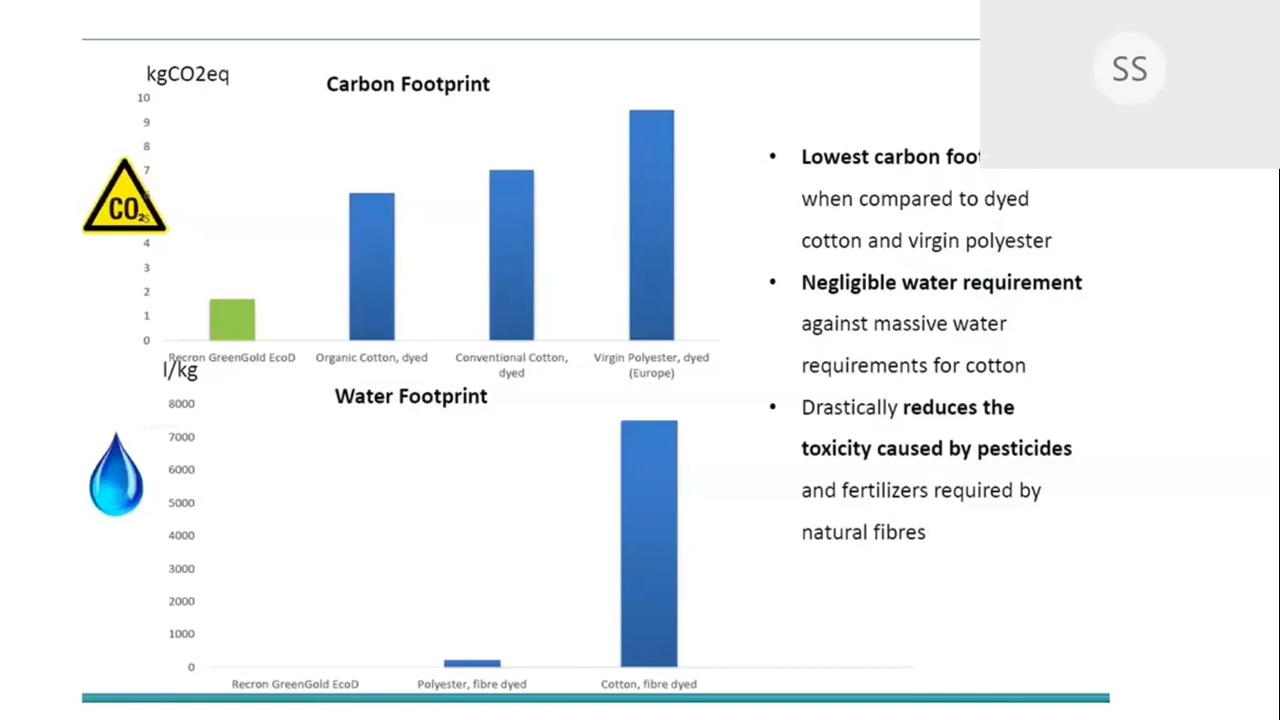 SS
kgCO2eq
Carbon Footprint
10
9
8
7
CO2
4
3
2
1
0
Recron GreenGold EcoD
Organic Cotton, dyed
Conventional Cotton,
dyed
Virgin Polyester, dyed
(Europe)
l/kg
Water Footprint
8000
7000
6000
5000
4000
3000
2000
1000
0
Recron GreenGold EcoD
Polyester, fibre dyed
Cotton, fibre dyed
• Lowest carbon
when compared to dyed
cotton and virgin polyester
• Negligible water requirement
against massive water
requirements for cotton
• Drastically reduces the
toxicity caused by pesticides
and fertilizers required by
natural fibres